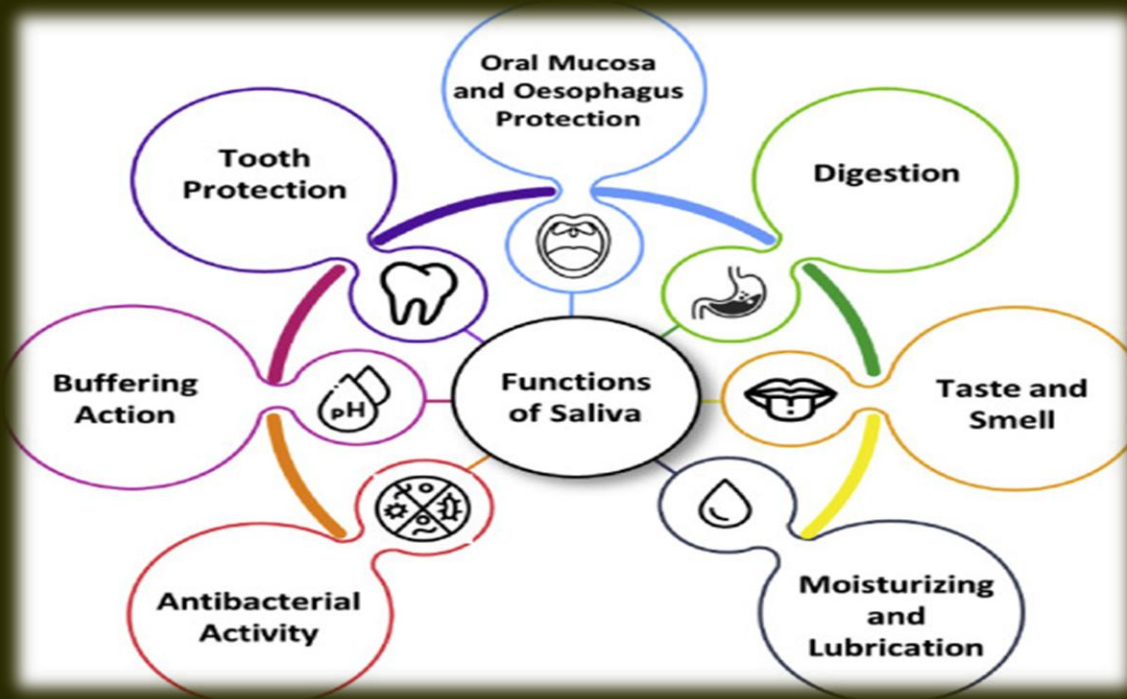 Oral Mucosa
and Oesophagus
Protection
Tooth
Protection
Digestion
Buffering
Action
pH
Functions
of Saliva
Taste and
Smell
Antibacterial
Activity
Moisturizing
and
Lubrication